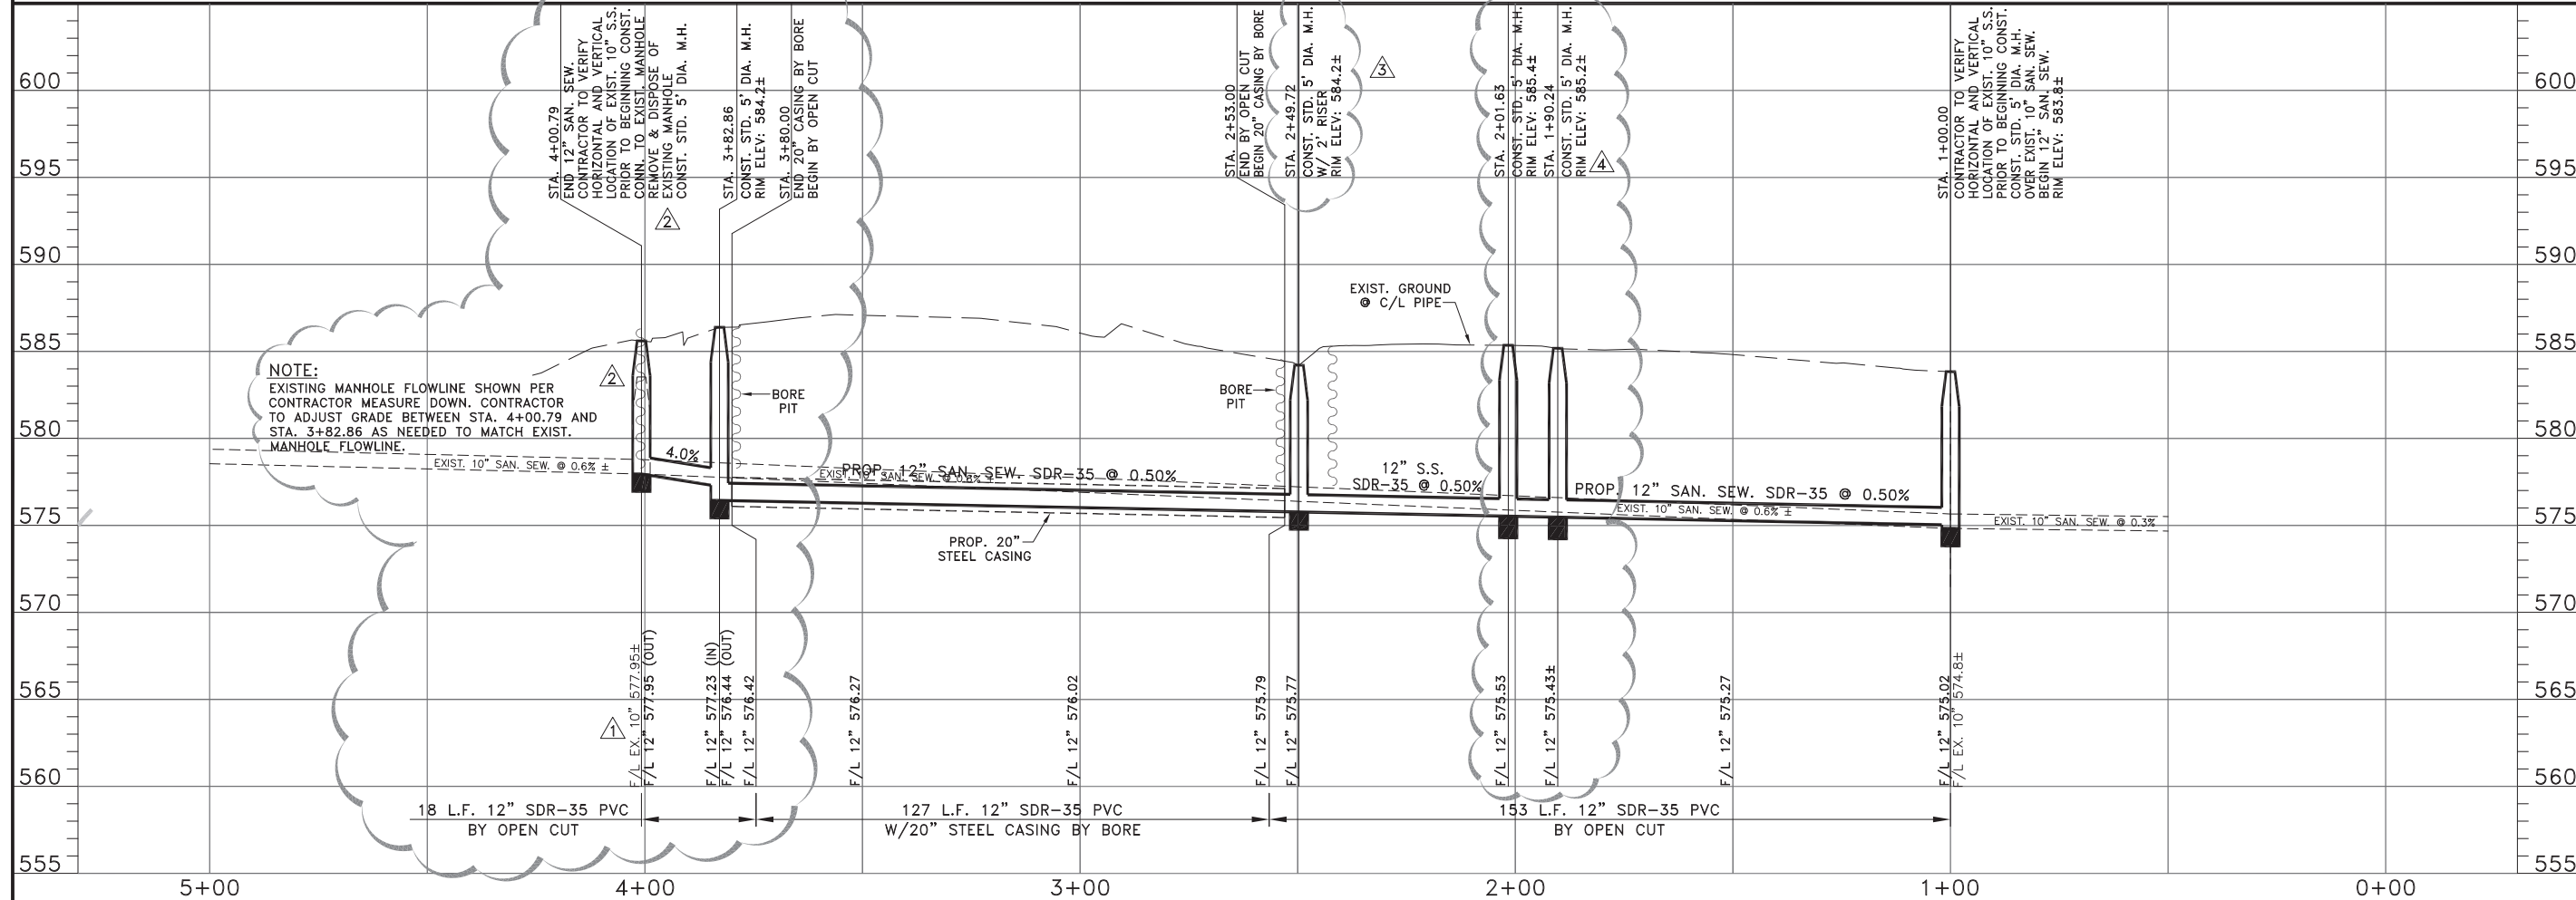 600
595
590
585
580
575
570
565
560
555
STA. 4+00.79
END 12" SAN. SEW.
CONTRACTOR TO VERIFY
HORIZONTAL AND VERTICAL
LOCATION OF EXIST. 10" S.S.
PRIOR TO BEGINNING CONST.
CONN. TO EXIST. MANHOLE
REMOVE & DISPOSE OF
EXISTING MANHOLE
CONST. STD. 5' DIA. M.H.
2
STA. 3+82.86
CONST. STD. 5' DIA. M.H.
RIM ELEV: 584.2±
STA. 3+80.00
END 20" CASING BY BORE
BEGIN BY OPEN CUT
STA. 2+53.00
END BY OPEN CUT
BEGIN 20" CASING BY BORE
STA. 2+49.72
CONST. STD. 5' DIA. M.H.
W/ 2' RISER
RIM ELEV: 584.2±
3
STA. 2+01.63
CONST. STD. 5' DIA. M.H.
RIM ELEV: 585.4±
STA. 1+90.24
CONST. STD. 5' DIA. M.H.
RIM ELEV: 585.2±
4
STA. 1+00.00
CONTRACTOR TO VERIFY
HORIZONTAL AND VERTICAL
LOCATION OF EXIST. 10" S.S.
PRIOR TO BEGINNING CONST.
CONST. STD. 5' DIA. M.H.
OVER EXIST. 10" SAN. SEW.
BEGIN 12" SAN. SEW.
RIM ELEV: 583.8±
600
595
590
585
580
575
570
565
560
555
EXIST. GROUND
@ C/L PIPE
NOTE:
EXISTING MANHOLE FLOWLINE SHOWN PER
CONTRACTOR MEASURE DOWN. CONTRACTOR
TO ADJUST GRADE BETWEEN STA. 4+00.79 AND
STA. 3+82.86 AS NEEDED TO MATCH EXIST.
MANHOLE FLOWLINE.
2
BORE
PIT
BORE
PIT
EXIST. 10" SAN. SEW. @ 0.6% ±
4.0%
PROP. 12" SAN. SEW. SDR-35 @ 0.50%
EXIST. 10" SAN. SEW. @ 0.6% ±
12" S.S.
SDR-35 @ 0.50%
PROP. 12" SAN. SEW. SDR-35 @ 0.50%
EXIST. 10" SAN. SEW. @ 0.6% ±
EXIST. 10" SAN. SEW. @ 0.3%
PROP. 20"
STEEL CASING
1
F/L EX. 10" 577.95±
F/L 12" 577.95 (OUT)
F/L 12" 577.23 (IN)
F/L 12" 576.44 (OUT)
F/L 12" 576.42
F/L 12" 576.27
F/L 12" 576.02
F/L 12" 575.79
F/L 12" 575.77
F/L 12" 575.53
F/L 12" 575.43±
F/L 12" 575.27
F/L 12" 575.02
F/L EX. 10" 574.8±
18 L.F. 12" SDR-35 PVC
BY OPEN CUT
127 L.F. 12" SDR-35 PVC
W/20" STEEL CASING BY BORE
153 L.F. 12" SDR-35 PVC
BY OPEN CUT
5+00
4+00
3+00
2+00
1+00
0+00